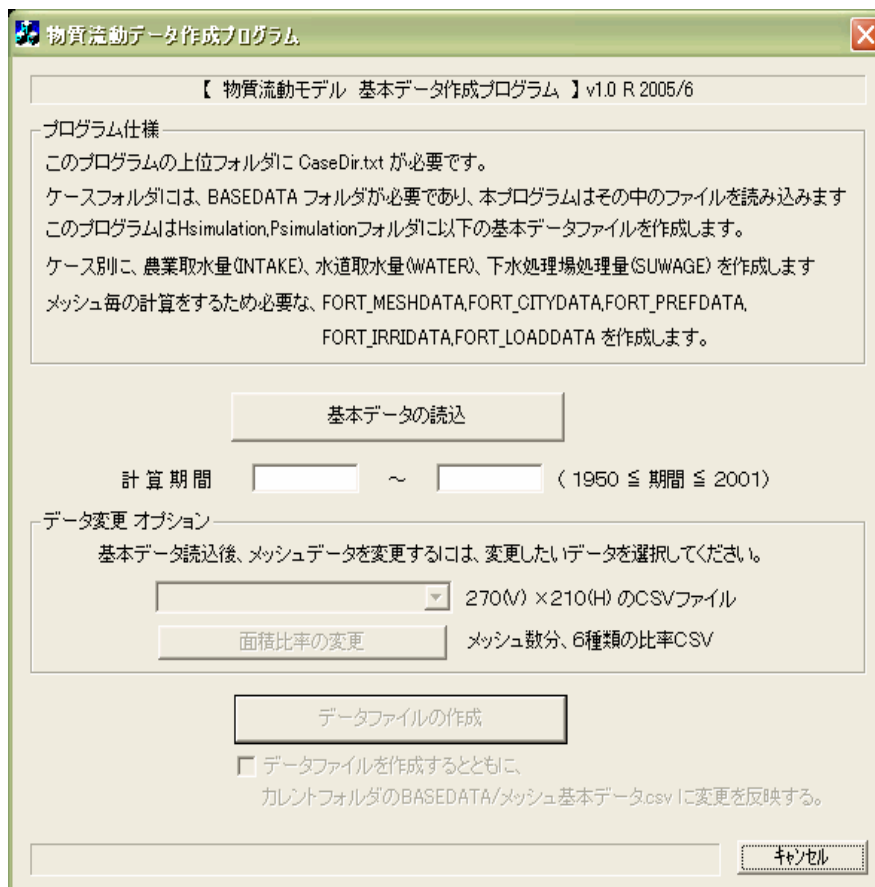 物質流動データ作成プログラム
【 物質流動モデル 基本データ作成プログラム 】 v1.0 R 2005/6
プログラム仕様
このプログラムの上位フォルダに CaseDir.txt が必要です。
ケースフォルダには、BASEDATA フォルダが必要であり、本プログラムはその中のファイルを読み込みます
このプログラムはHsimulation,Psimulationフォルダに以下の基本データファイルを作成します。
ケース別に、農業取水量(INTAKE)、水道取水量(WATER)、下水処理場処理量(SUWAGE) を作成します
メッシュ毎の計算をするため必要な、FORT_MESHDATA,FORT_CITYDATA,FORT_PREFDATA,
FORT_IRRIDATA,FORT_LOADDATA を作成します。
基本データの読込
計算期間 ～ ( 1950 ≦ 期間 ≦ 2001)
データ変更 オプション
基本データ読込後、メッシュデータを変更するには、変更したいデータを選択してください。
270(V) ×210(H) のCSVファイル
面積比率の変更 メッシュ数分、6種類の比率CSV
データファイルの作成
データファイルを作成するとともに、
カレントフォルダのBASEDATA/メッシュ基本データ.csv に変更を反映する。
キャンセル